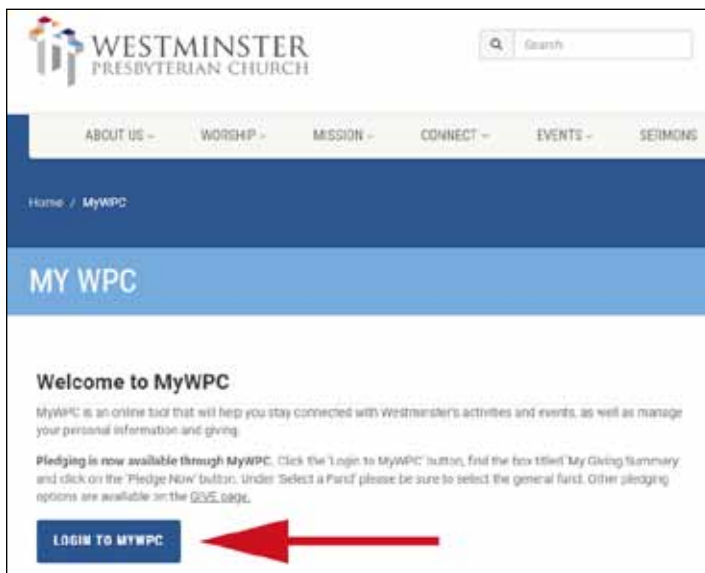 WESTMINSTER
PRESBYTERIAN CHURCH
Search
ABOUT US WORSHIP MISSION CONNECT EVENTS SERMONS
Home / MyWPC
MY WPC
Welcome to MyWPC
MyWPC is an online tool that will help you stay connected with Westminster's activities and events, as well as manage
your personal information and giving.
Pledging is now available through MyWPC. Click the 'Login to MyWPC' button, find the box titled 'My Giving Summary'
and click on the 'Pledge Now' button. Under 'Select a Fund' please be sure to select the general fund. Other pledging
options are available on the GIVE page.
LOGIN TO MYWPC